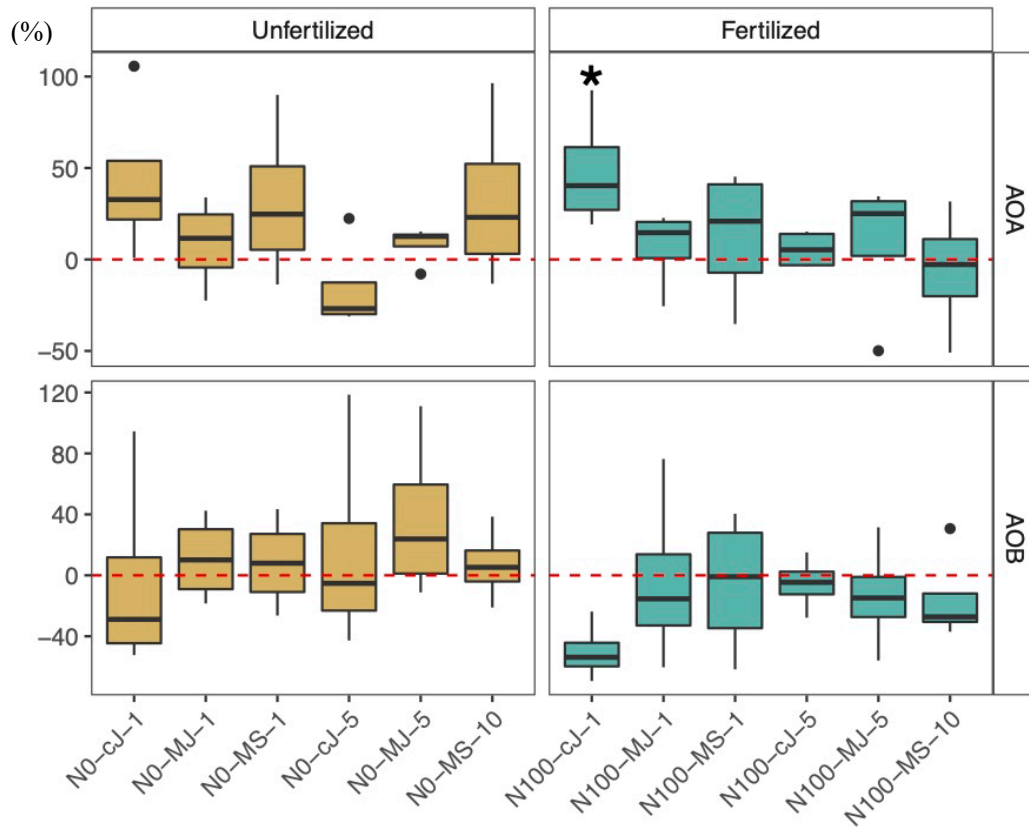 (%)
Unfertilized
Fertilized
100
50
0
−50
*
AOA
120
80
40
0
−40
AOB
N0−cJ−1
N0−MJ−1
N0−MS−1
N0−cJ−5
N0−MJ−5
N0−MS−10
N100−cJ−1
N100−MJ−1
N100−MS−1
N100−cJ−5
N100−MJ−5
N100−MS−10